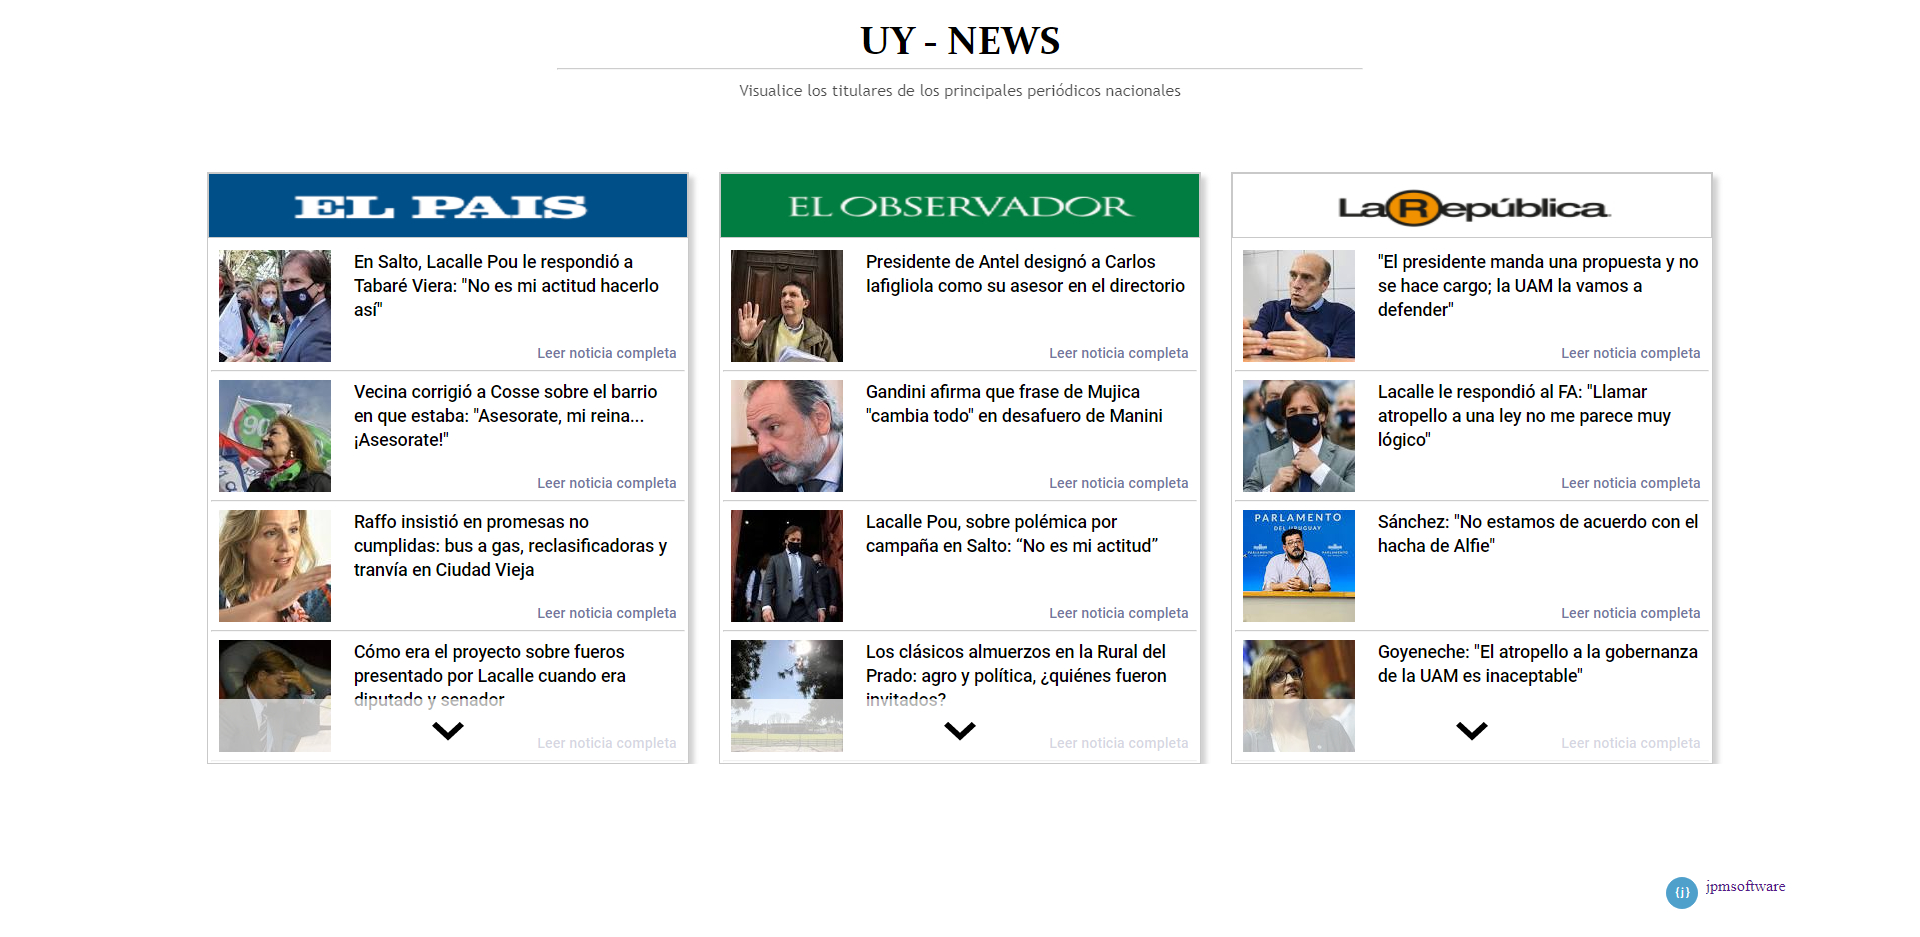 UY - NEWS
Visualice los titulares de los principales periódicos nacionales
EL PAIS
En Salto, Lacalle Pou le respondió a
Tabaré Viera: "No es mi actitud hacerlo
así"
Leer noticia completa
90
Vecina corrigió a Cosse sobre el barrio
en que estaba: "Asesorate, mi reina...
¡Asesorate!"
Leer noticia completa
Raffo insistió en promesas no
cumplidas: bus a gas, reclasificadoras y
tranvía en Ciudad Vieja
Leer noticia completa
Cómo era el proyecto sobre fueros
presentado por Lacalle cuando era
diputado y senador
Leer noticia completa
EL OBSERVADOR
Presidente de Antel designó a Carlos
Iafigliola como su asesor en el directorio
Leer noticia completa
Gandini afirma que frase de Mujica
"cambia todo" en desafuero de Manini
Leer noticia completa
Lacalle Pou, sobre polémica por
campaña en Salto: “No es mi actitud”
Leer noticia completa
Los clásicos almuerzos en la Rural del
Prado: agro y política, ¿quiénes fueron
invitados?
Leer noticia completa
LaRepública
"El presidente manda una propuesta y no
se hace cargo; la UAM la vamos a
defender"
Leer noticia completa
Lacalle le respondió al FA: "Llamar
atropello a una ley no me parece muy
lógico"
Leer noticia completa
PARLAMENTO
DEL URUGUAY
Sánchez: "No estamos de acuerdo con el
hacha de Alfie"
Leer noticia completa
Goyeneche: "El atropello a la gobernanza
de la UAM es inaceptable"
Leer noticia completa
{j} jpmsoftware